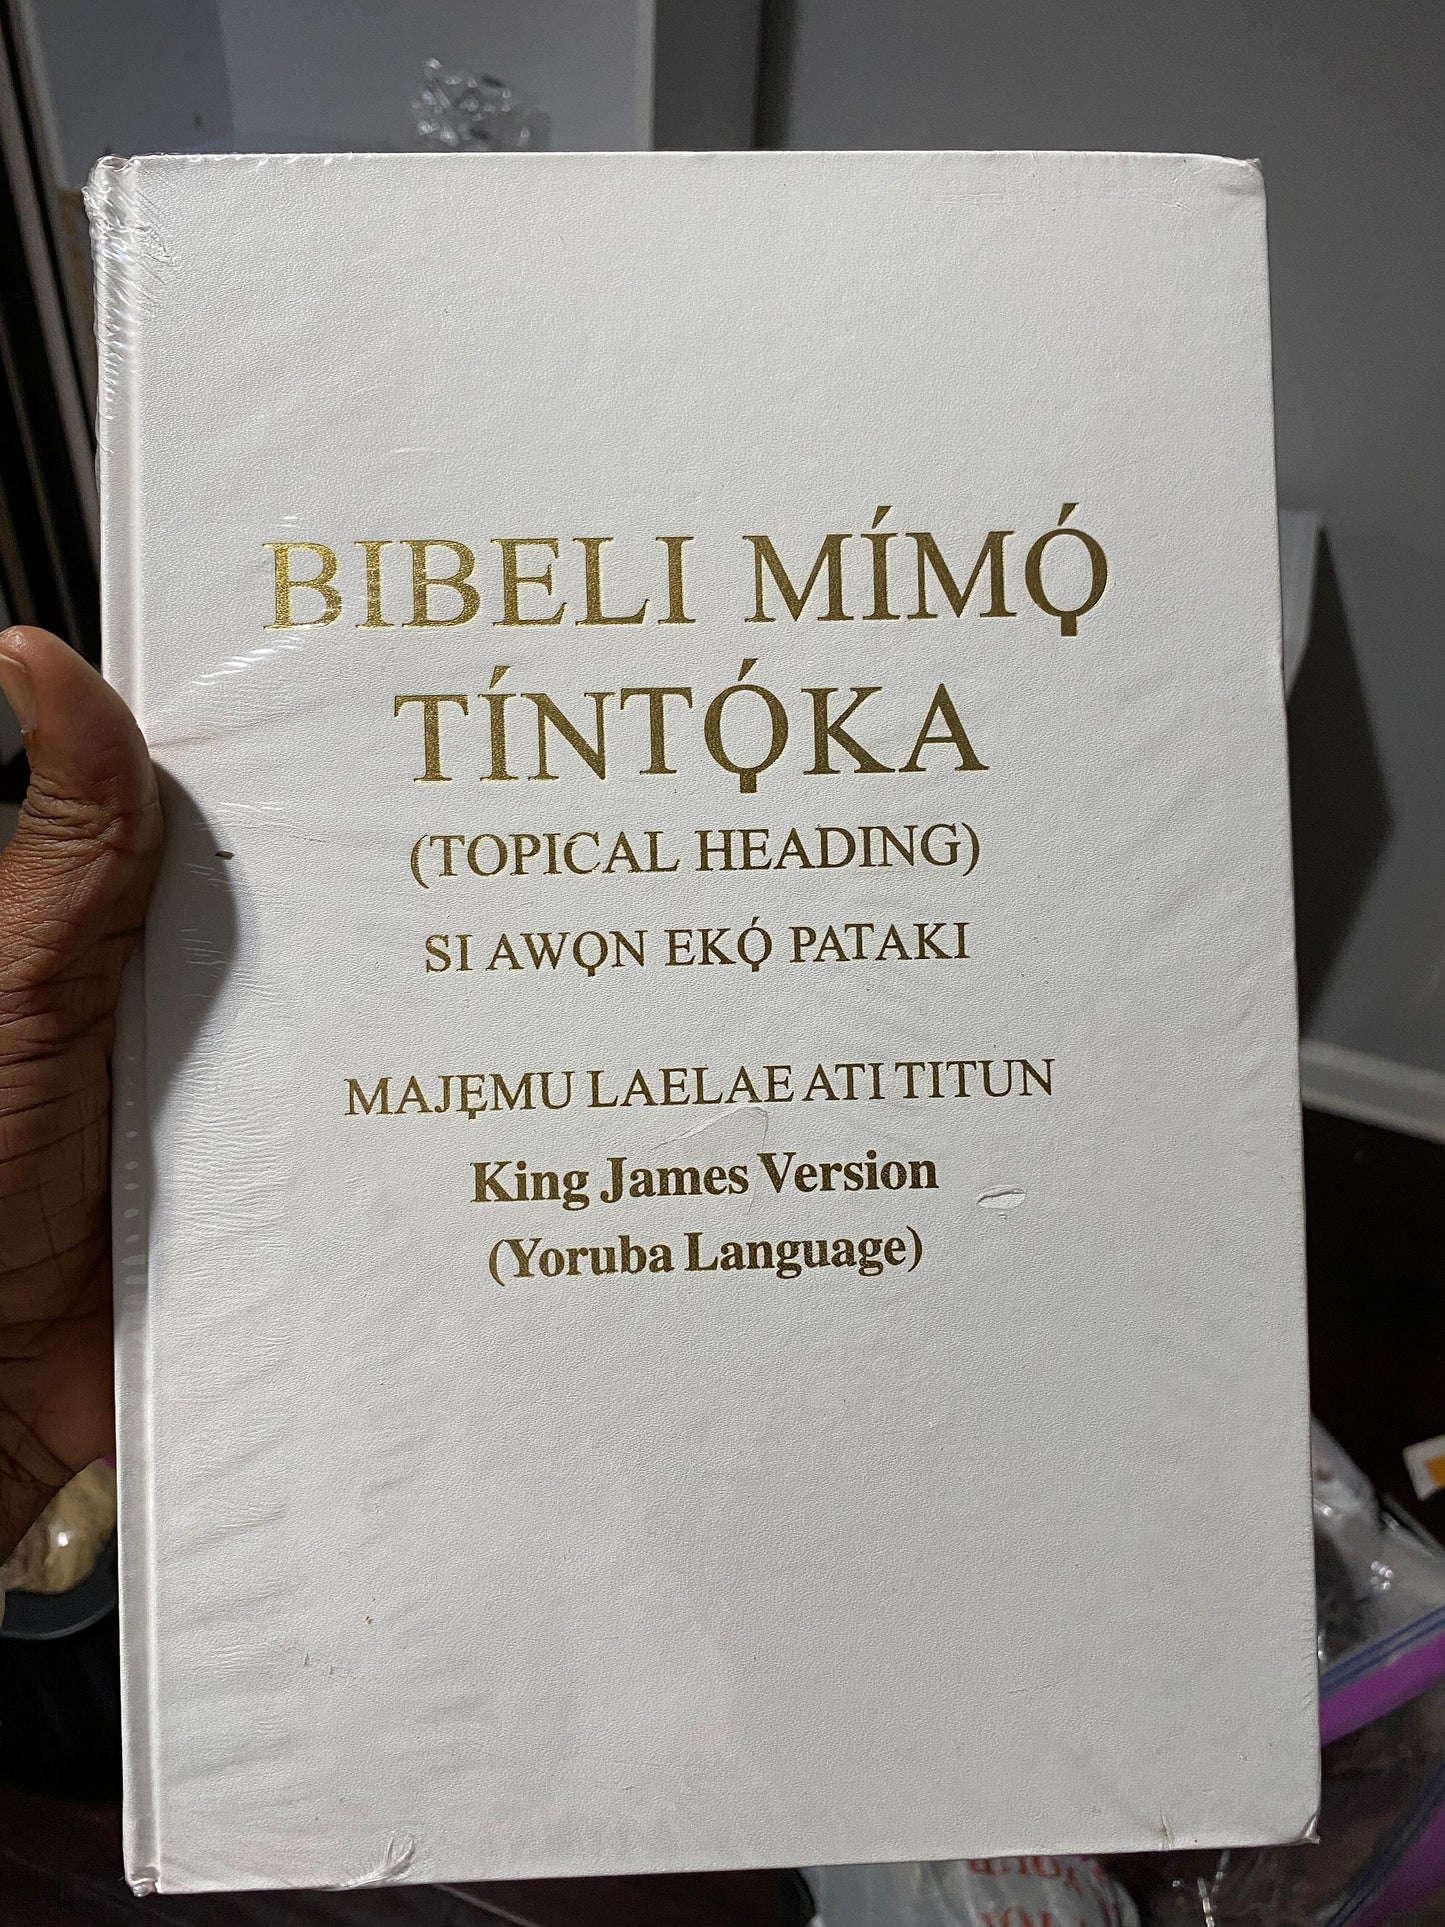 BIBELI MÍMỌ́
TÍNTỌ́KA
(TOPICAL HEADING)
SI AWỌN EKỌ́ PATAKI
MAJẸMU LAELAE ATI TITUN
King James Version
(Yoruba Language)